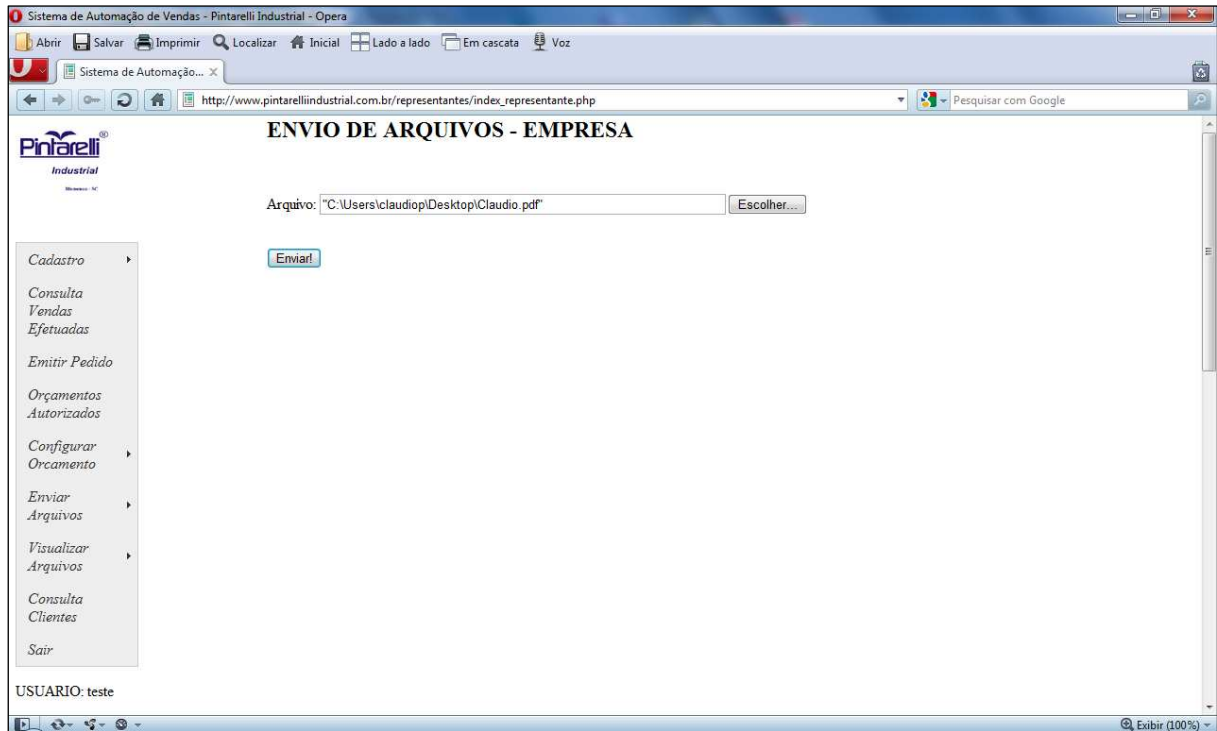 Sistema de Automação de Vendas - Pintarelli Industrial - Opera
Abrir Salvar Imprimir Localizar Inicial Lado a lado Em cascata Voz
Sistema de Automação...
http://www.pintarelliindustrial.com.br/representantes/index_representante.php Pesquisar com Google
Pintarelli®
Industrial
ENVIO DE ARQUIVOS - EMPRESA
Arquivo: "C:\Users\claudiop\Desktop\Claudio.pdf" Escolher...
Enviar!
Cadastro
Consulta
Vendas
Efetuadas
Emitir Pedido
Orçamentos
Autorizados
Configurar
Orcamento
Enviar
Arquivos
Visualizar
Arquivos
Consulta
Clientes
Sair
USUARIO: teste
Exibir (100%)